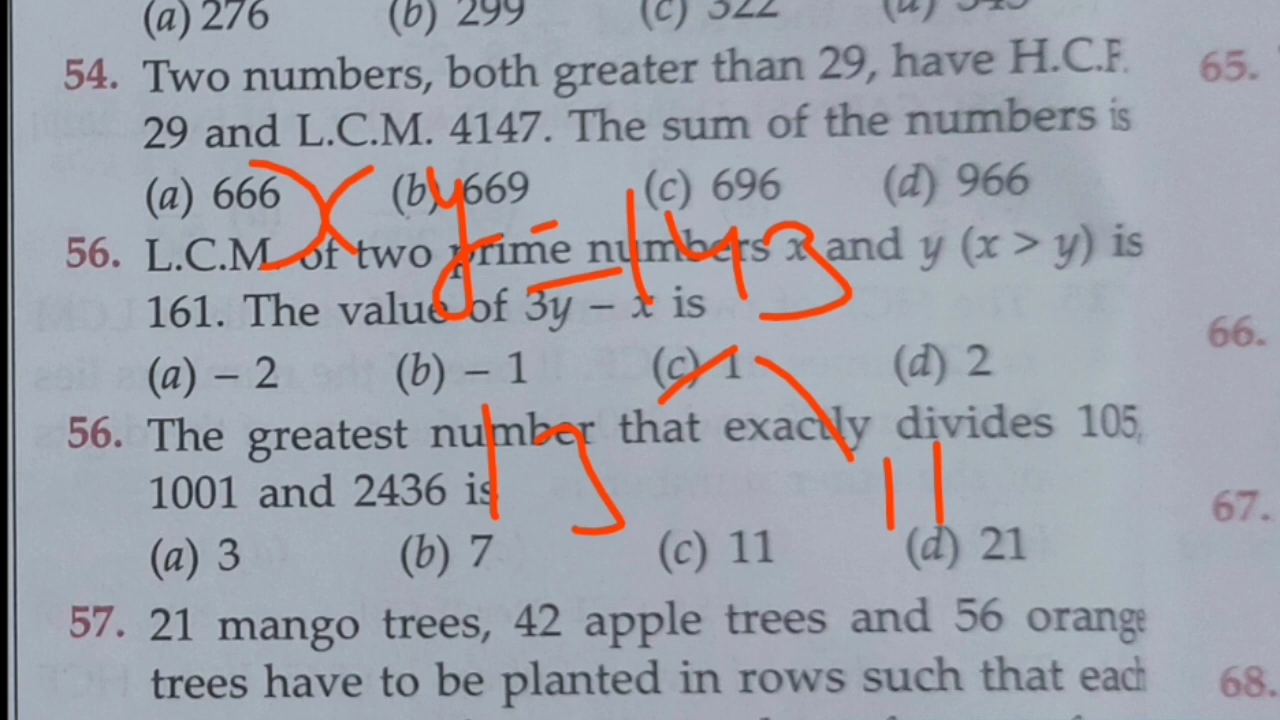 (a) 276 (b) 299 (c) 322
54. Two numbers, both greater than 29, have H.C.F. 65.
29 and L.C.M. 4147. The sum of the numbers is
(a) 666 (b) 669 (c) 696 (d) 966
xy = 143
56. L.C.M. of two prime numbers x and y (x > y) is
161. The value of 3y – x is 66.
(a) – 2 (b) – 1 (c) 1 (d) 2
13 11
56. The greatest number that exactly divides 105,
1001 and 2436 is 67.
(a) 3 (b) 7 (c) 11 (d) 21
57. 21 mango trees, 42 apple trees and 56 orange
trees have to be planted in rows such that each 68.